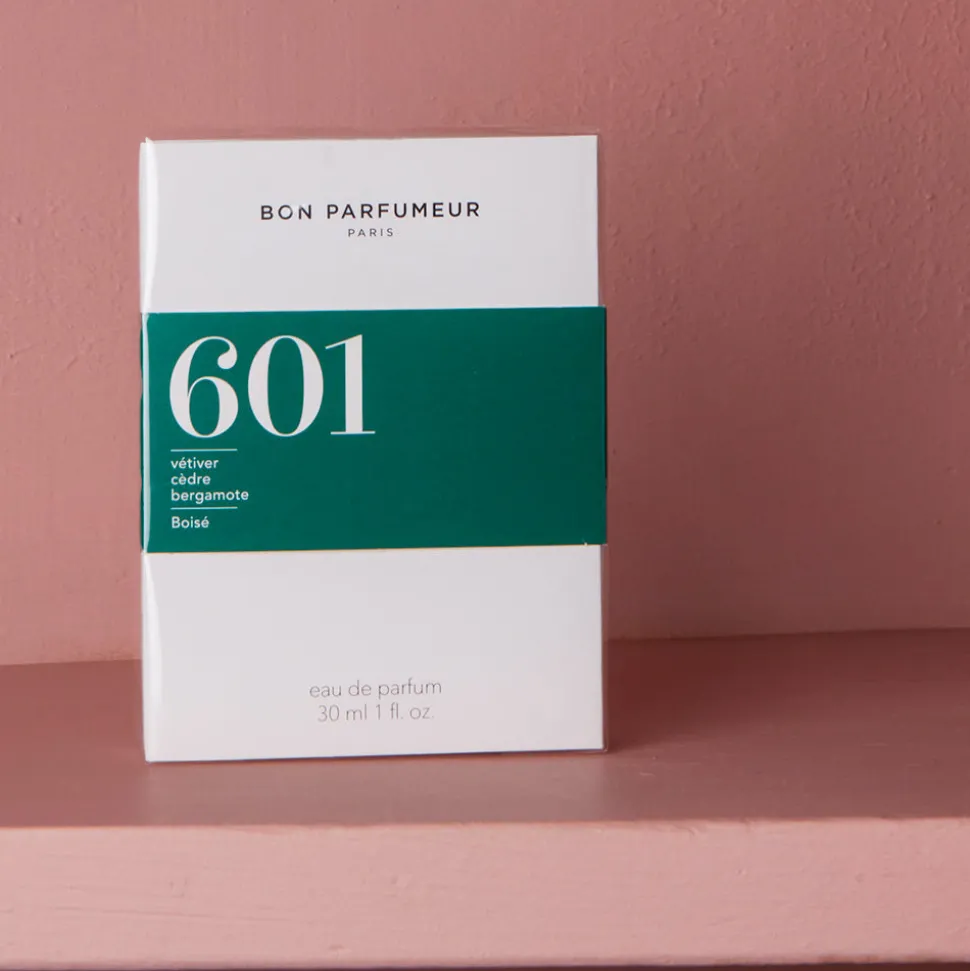 BON PARFUMEUR
PARIS
601
vétiver
cèdre
bergamote
Boisé
eau de parfum
30 ml 1 fl. oz.